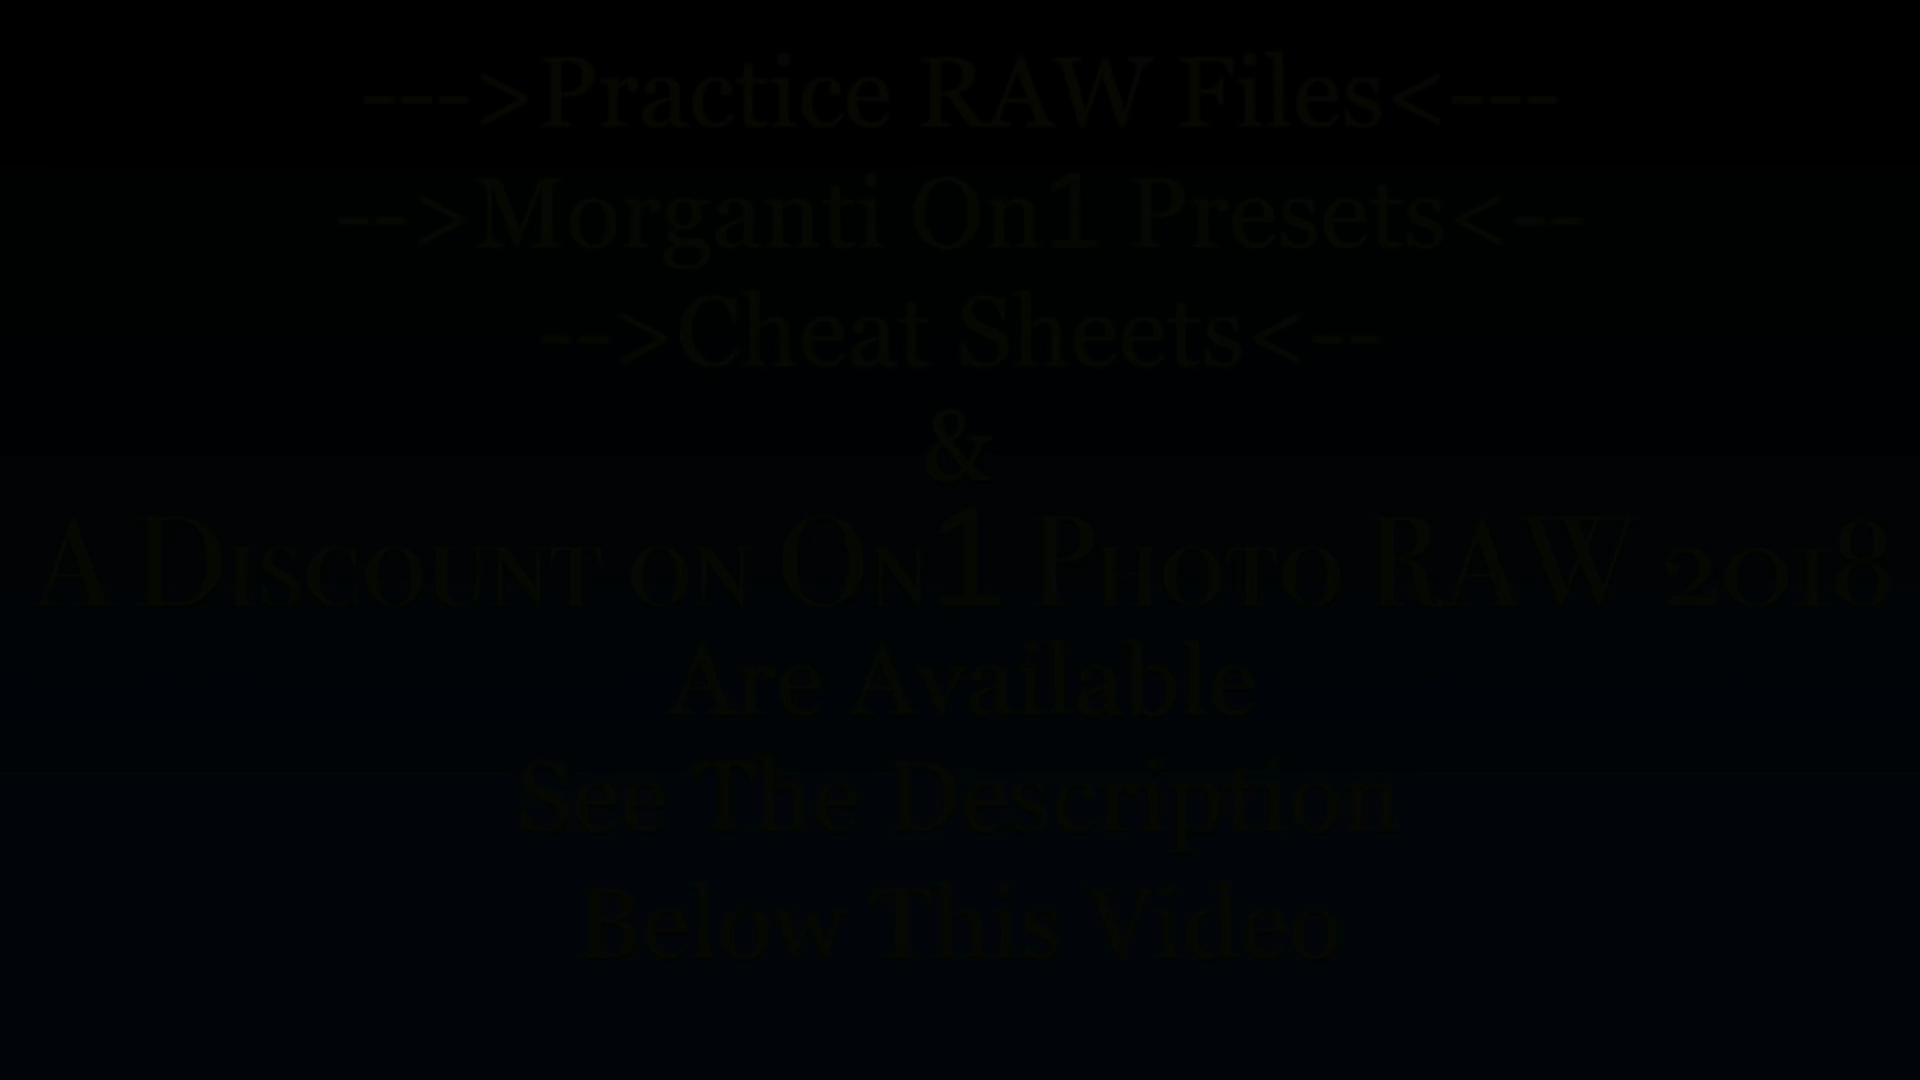 --->Practice RAW Files<---
-->Morganti On1 Presets<--
-->Cheat Sheets<--
&
A Discount on On1 Photo RAW 2018
Are Available
See The Description
Below This Video